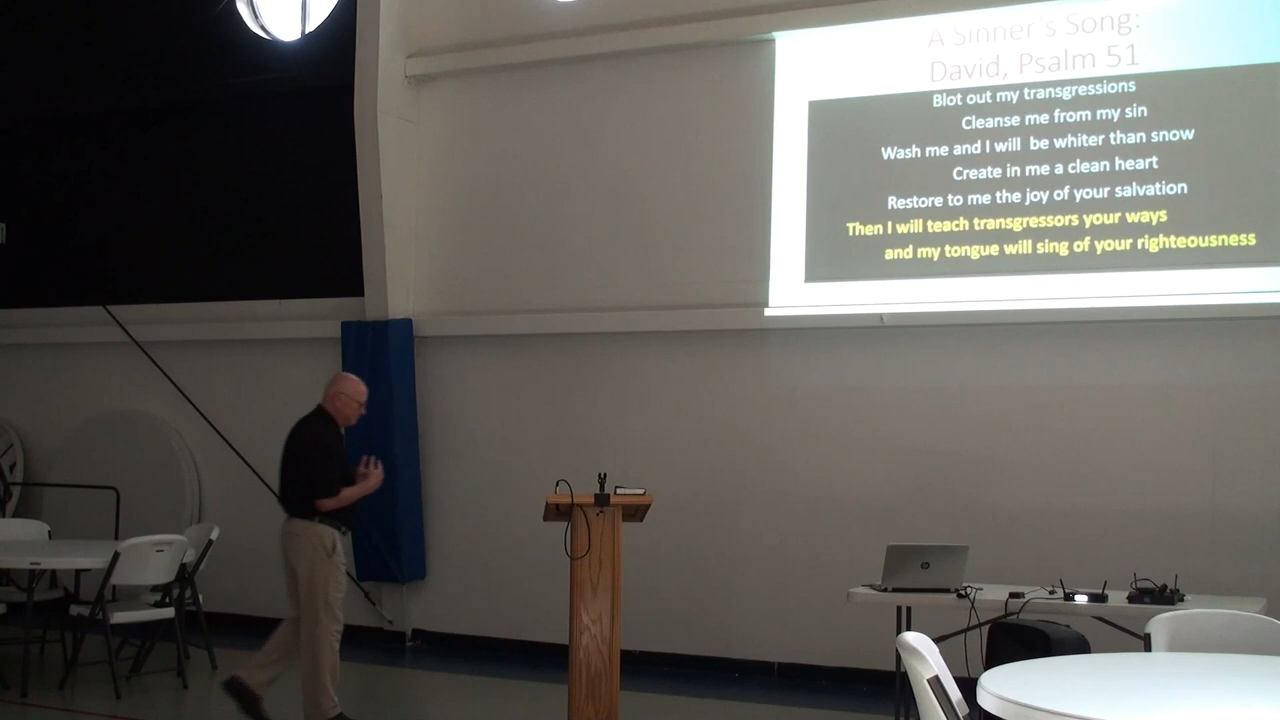 A Sinner's Song:
David, Psalm 51
Blot out my transgressions
Cleanse me from my sin
Wash me and I will be whiter than snow
Create in me a clean heart
Restore to me the joy of your salvation
Then I will teach transgressors your ways
and my tongue will sing of your righteousness
hp